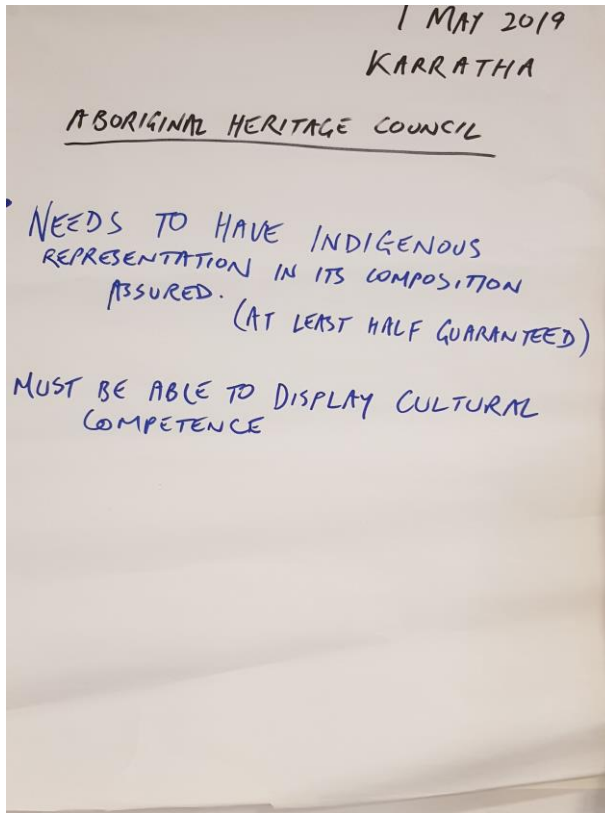 1 MAY 2019
KARRATHA
ABORIGINAL HERITAGE COUNCIL
• NEEDS TO HAVE INDIGENOUS
REPRESENTATION IN ITS COMPOSITION
ASSURED.
(AT LEAST HALF GUARANTEED)
MUST BE ABLE TO DISPLAY CULTURAL
COMPETENCE